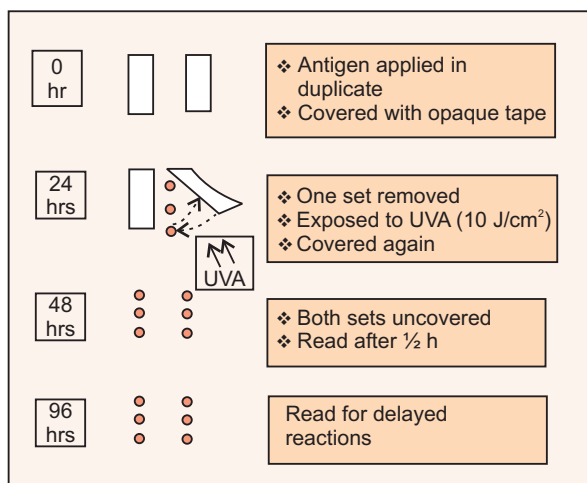 0
hr
❖ Antigen applied in
duplicate
❖ Covered with opaque tape
24
hrs
❖ One set removed
❖ Exposed to UVA (10 J/cm²)
❖ Covered again
UVA
48
hrs
❖ Both sets uncovered
❖ Read after ½ h
96
hrs
Read for delayed
reactions